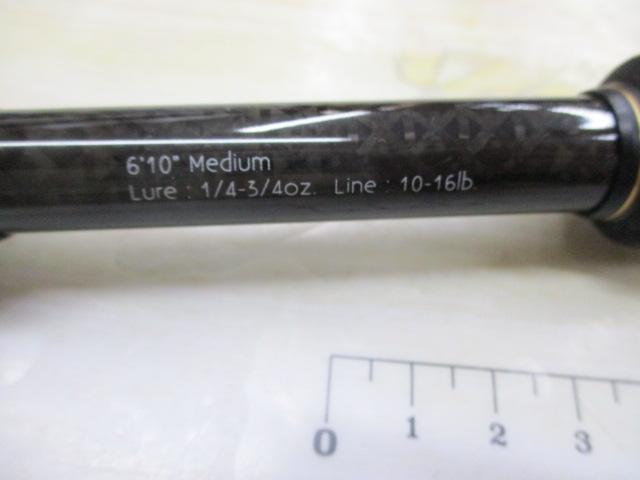 6'10" Medium
Lure : 1/4-3/4oz. Line : 10-16lb.
0 1 2 3